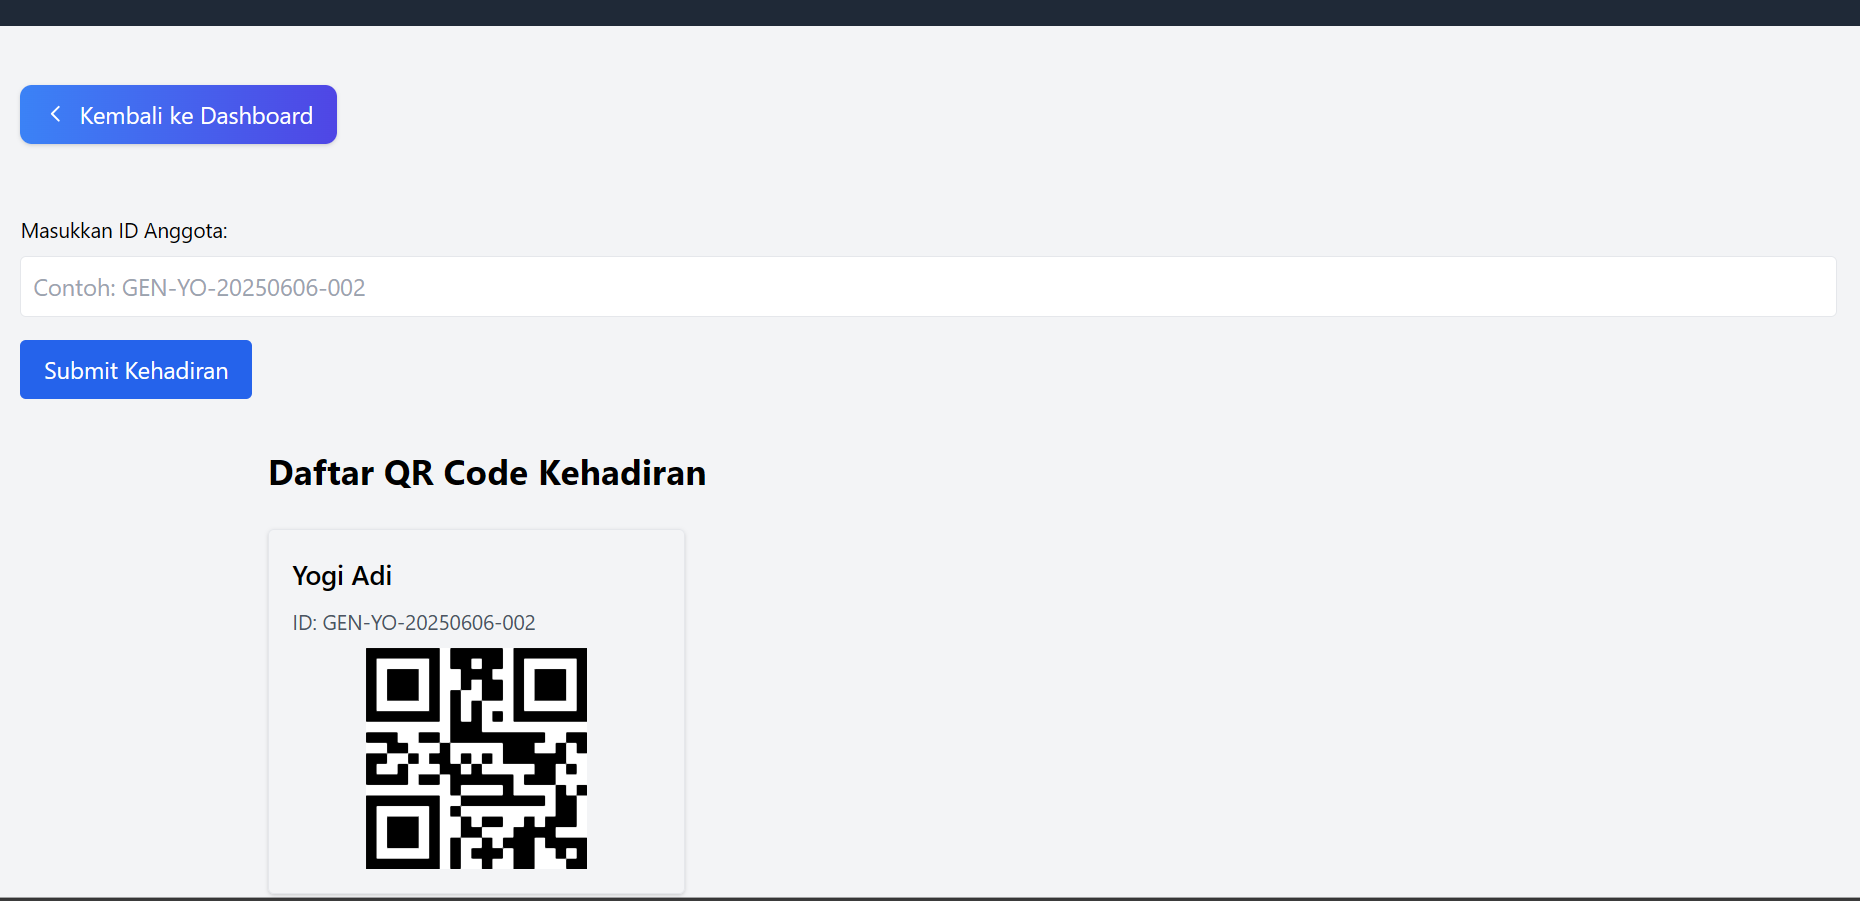 Kembali ke Dashboard
Masukkan ID Anggota:
Contoh: GEN-YO-20250606-002
Submit Kehadiran
Daftar QR Code Kehadiran
Yogi Adi
ID: GEN-YO-20250606-002